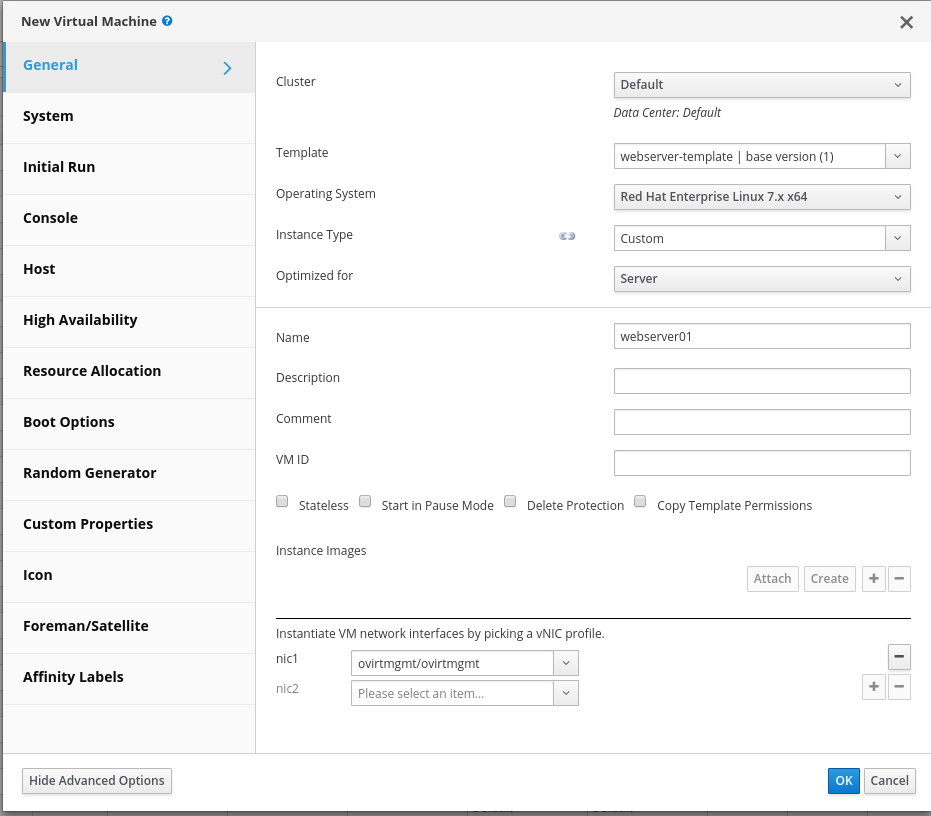 New Virtual Machine ?
General
System
Initial Run
Console
Host
High Availability
Resource Allocation
Boot Options
Random Generator
Custom Properties
Icon
Foreman/Satellite
Affinity Labels
Cluster Default
Data Center: Default
Template webserver-template | base version (1)
Operating System Red Hat Enterprise Linux 7.x x64
Instance Type Custom
Optimized for Server
Name webserver01
Description
Comment
VM ID
Stateless Start in Pause Mode Delete Protection Copy Template Permissions
Instance Images
Attach Create + −
Instantiate VM network interfaces by picking a vNIC profile.
nic1 ovirtmgmt/ovirtmgmt −
nic2 Please select an item... + −
Hide Advanced Options OK Cancel